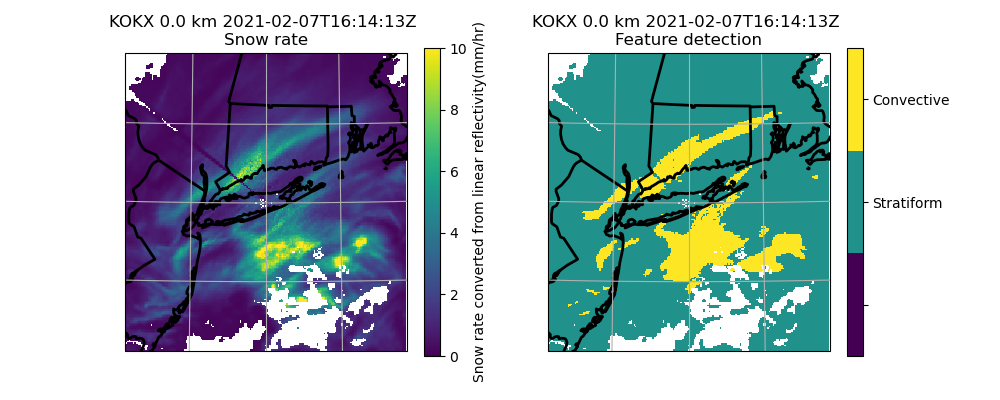 KOKX 0.0 km 2021-02-07T16:14:13Z
Snow rate
10
8
6
4
2
0
Snow rate converted from linear reflectivity(mm/hr)
KOKX 0.0 km 2021-02-07T16:14:13Z
Feature detection
Convective
Stratiform